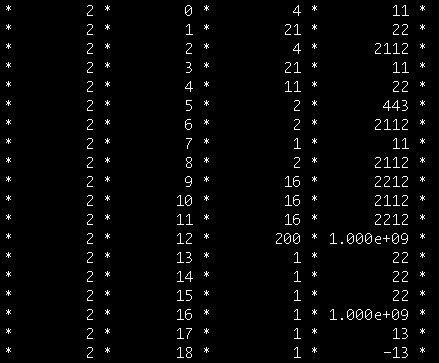 * 2 * 0 * 4 * 11 *
* 2 * 1 * 21 * 22 *
* 2 * 2 * 4 * 2112 *
* 2 * 3 * 21 * 11 *
* 2 * 4 * 11 * 22 *
* 2 * 5 * 2 * 443 *
* 2 * 6 * 2 * 2112 *
* 2 * 7 * 1 * 11 *
* 2 * 8 * 2 * 2112 *
* 2 * 9 * 16 * 2212 *
* 2 * 10 * 16 * 2112 *
* 2 * 11 * 16 * 2212 *
* 2 * 12 * 200 * 1.000e+09 *
* 2 * 13 * 1 * 22 *
* 2 * 14 * 1 * 22 *
* 2 * 15 * 1 * 22 *
* 2 * 16 * 1 * 1.000e+09 *
* 2 * 17 * 1 * 13 *
* 2 * 18 * 1 * -13 *